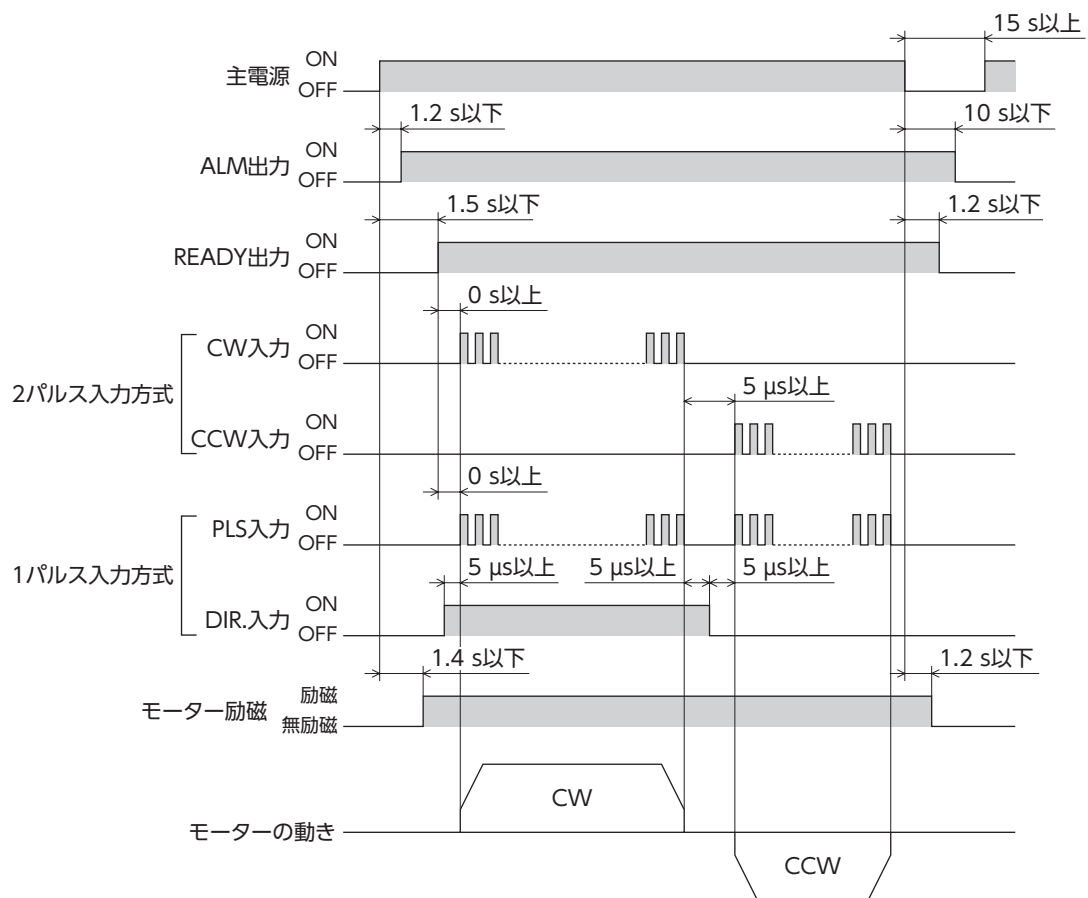 15 s以上
主電源 ON
OFF
1.2 s以下 10 s以下
ALM出力 ON
OFF
1.5 s以下 1.2 s以下
READY出力 ON
OFF
0 s以上
2パルス入力方式
CW入力 ON
OFF
5 µs以上
CCW入力 ON
OFF
0 s以上
1パルス入力方式
PLS入力 ON
OFF
5 µs以上 5 µs以上 5 µs以上
DIR.入力 ON
OFF
1.4 s以下 1.2 s以下
モーター励磁 励磁
無励磁
CW
モーターの動き
CCW